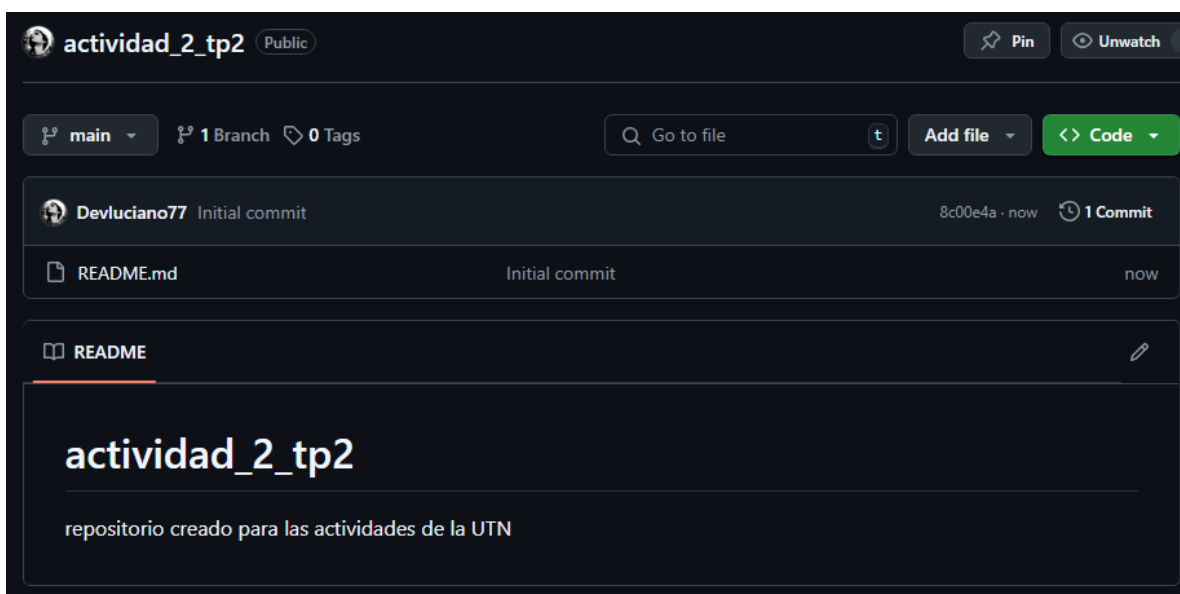 actividad_2_tp2 Public Pin Unwatch
main 1 Branch 0 Tags Go to file t Add file <> Code
Devluciano77 Initial commit 8c00e4a · now 1 Commit
README.md Initial commit now
README
actividad_2_tp2
repositorio creado para las actividades de la UTN